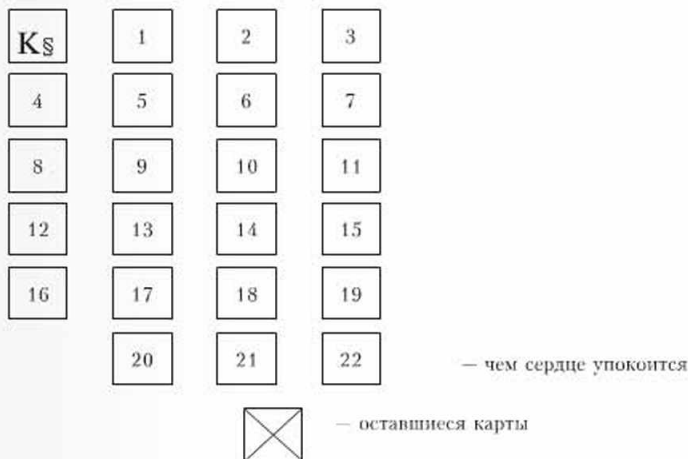 K§ 1 2 3
4 5 6 7
8 9 10 11
12 13 14 15
16 17 18 19
20 21 22 — чем сердце упокоится
— оставшиеся карты